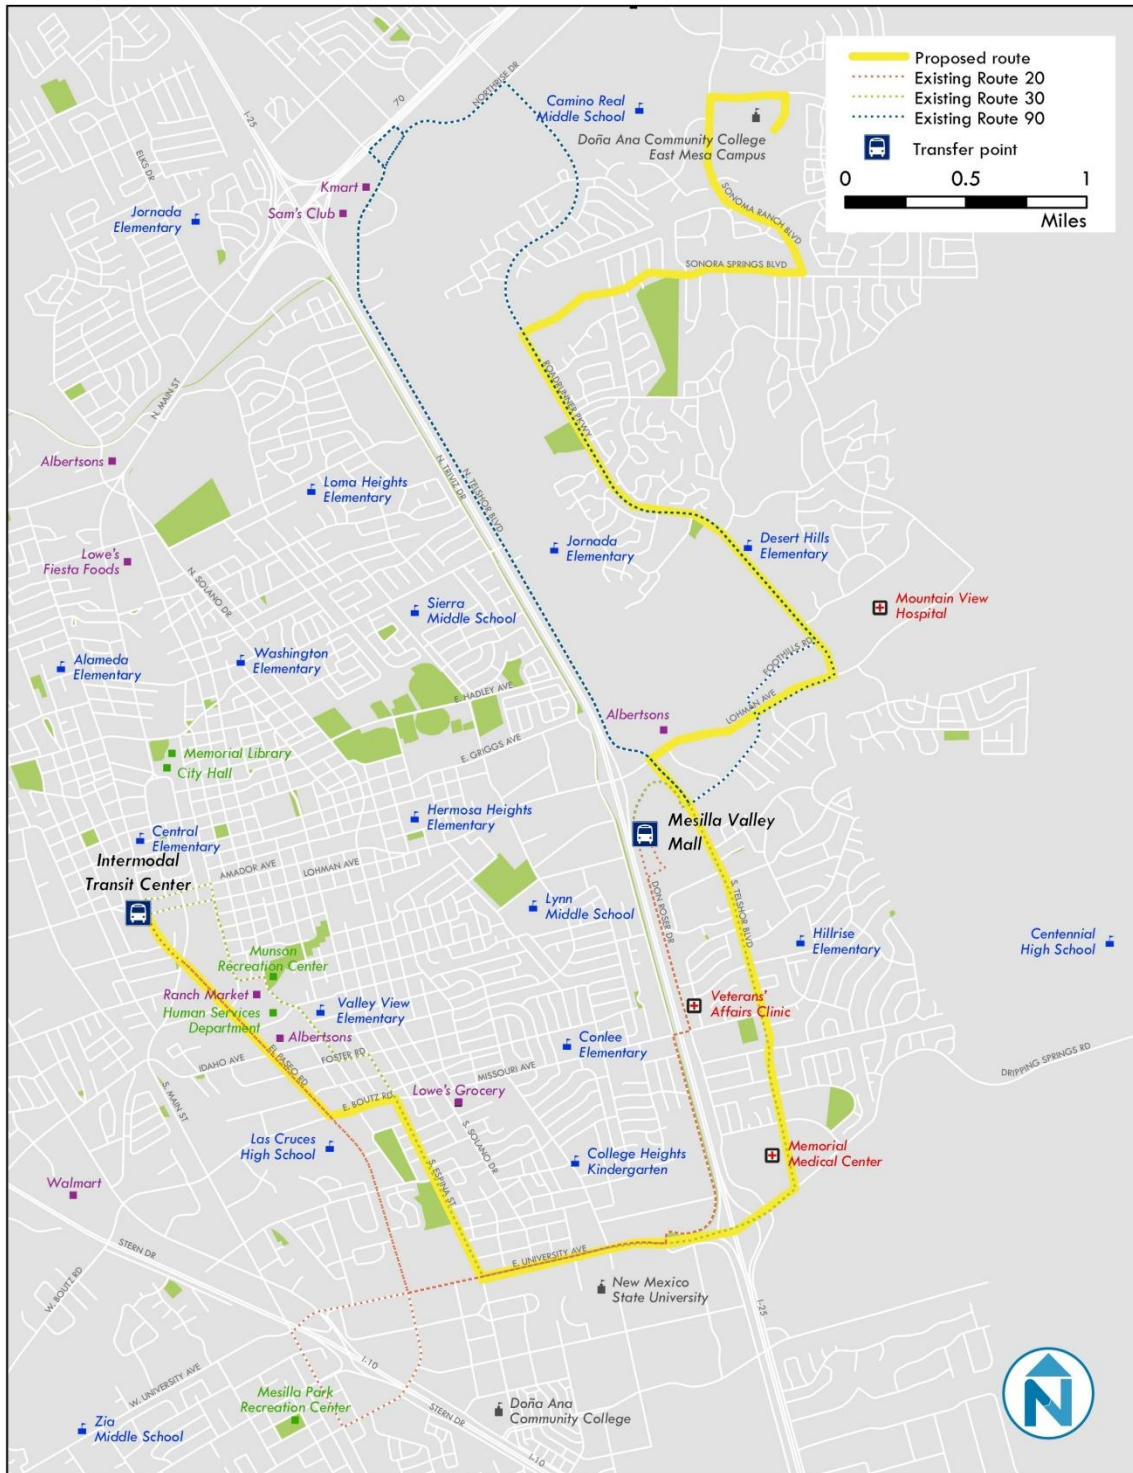 Proposed route
Existing Route 20
Existing Route 30
Existing Route 90
Transfer point
0 0.5 1
Miles
NORTHRISE DR
70
I-25
Camino Real
Middle School
Doña Ana Community College
East Mesa Campus
ELKS DR
Kmart
Sam's Club
Jornada
Elementary
SONOMA RANCH BLVD
SONORA SPRINGS BLVD
N. MAIN ST
ROADRUNNER PKWY
Albertsons
N. TRIVIZ DR
N. TELSHOR BLVD
Loma Heights
Elementary
Lowe's
Fiesta Foods
Jornada
Elementary
Desert Hills
Elementary
N. SOLANO DR
Sierra
Middle School
Mountain View
Hospital
Alameda
Elementary
Washington
Elementary
FOOTHILLS RD
E. HADLEY AVE
LOHMAN AVE
Albertsons
Memorial Library
City Hall
E. GRIGGS AVE
Hermosa Heights
Elementary
Mesilla Valley
Mall
Central
Elementary
Intermodal
Transit Center
AMADOR AVE
LOHMAN AVE
DON ROSER DR
S. TELSHOR BLVD
Lynn
Middle School
Hillrise
Elementary
Centennial
High School
Munson
Recreation Center
Ranch Market
Human Services
Department
Valley View
Elementary
Veterans'
Affairs Clinic
Albertsons
Conlee
Elementary
IDAHO AVE
EL PASEO RD
FOSTER RD
MISSOURI AVE
DRIPPING SPRINGS RD
S. MAIN ST
E. BOUTZ RD
Lowe's Grocery
S. SOLANO DR
Las Cruces
High School
S. ESPINA ST
College Heights
Kindergarten
Memorial
Medical Center
Walmart
STERN DR
W. BOUTZ RD
E. UNIVERSITY AVE
New Mexico
State University
I-25
I-10
W. UNIVERSITY AVE
Mesilla Park
Recreation Center
STERN DR
Doña Ana
Community College
Zia
Middle School
I-10
N